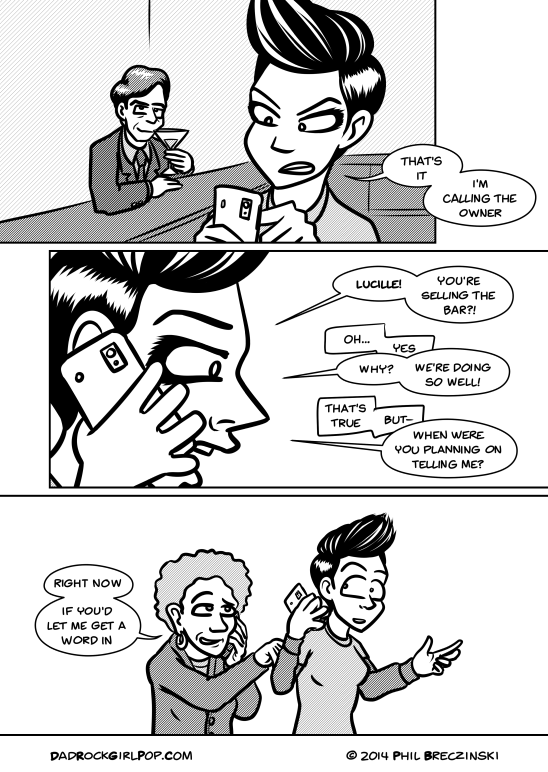 THAT'S
IT
I'M
CALLING THE
OWNER
LUCILLE!
YOU'RE
SELLING THE
BAR?!
OH...
YES
WHY?
WE'RE DOING
SO WELL!
THAT'S
TRUE
BUT-
WHEN WERE
YOU PLANNING ON
TELLING ME?
RIGHT NOW
IF YOU'D
LET ME GET A
WORD IN
DADROCKGIRLPOP.COM
© 2014 PHIL BRECZINSKI